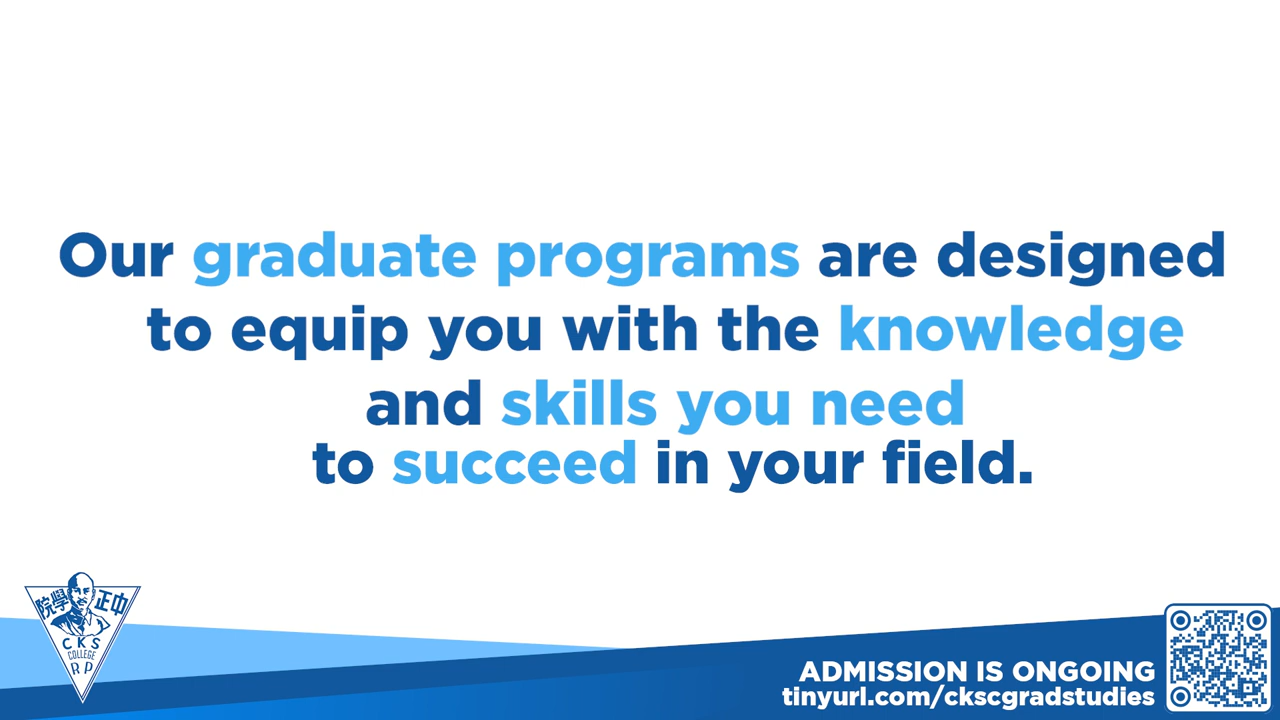 Our graduate programs are designed
to equip you with the knowledge
and skills you need
to succeed in your field.
院學 正中
CKS
COLLEGE
RP
ADMISSION IS ONGOING
tinyurl.com/ckscgradstudies